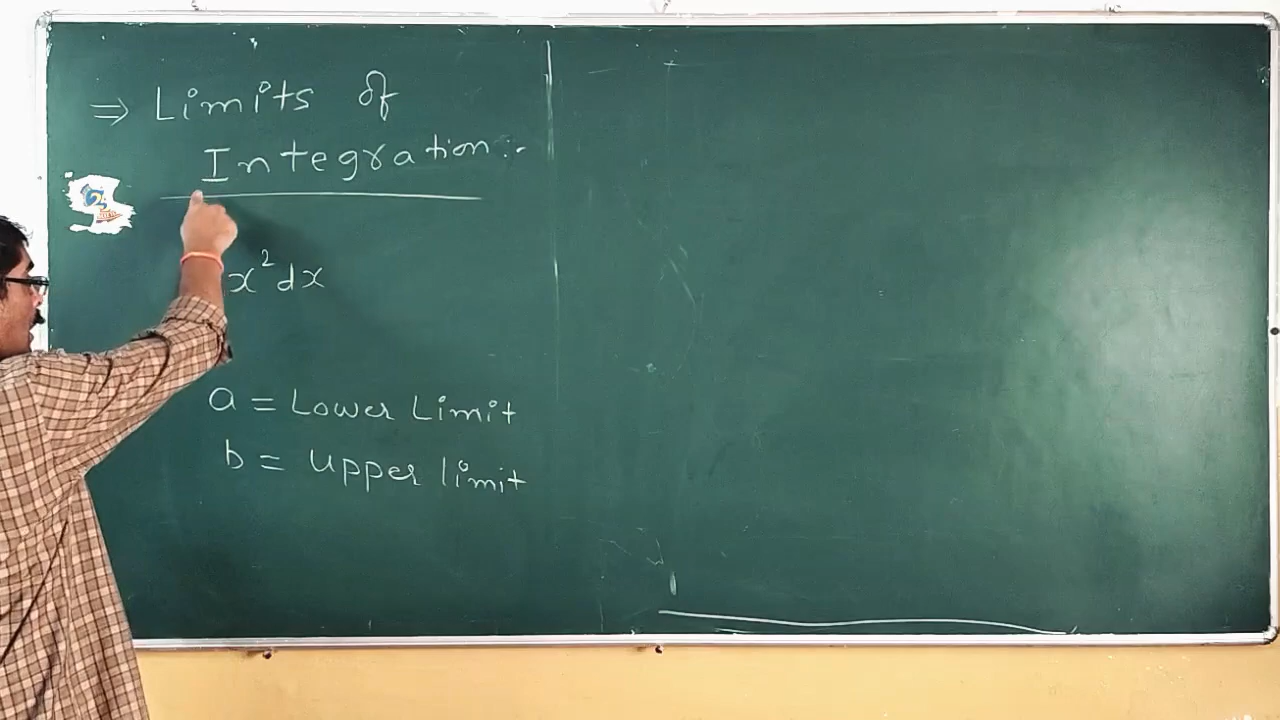 ⇒ Limits of
Integration :-
x² dx
a = Lower Limit
b = upper limit